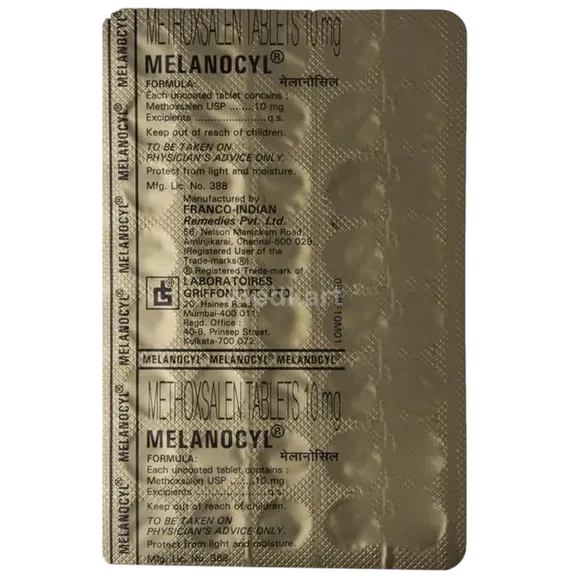 METHOXSALEN TABLETS 10 mg
MELANOCYL®
मेलानोसिल
FORMULA:
Each uncoated tablet contains :
Methoxsalen USP ........10 mg
Excipients ......................q.s.
Keep out of reach of children.
TO BE TAKEN ON
PHYSICIAN'S ADVICE ONLY.
Protect from light and moisture.
Mfg. Lic. No. 388
Manufactured by :
FRANCO-INDIAN
Remedies Pvt. Ltd.
56, Nelson Manickam Road,
Aminjikarai, Chennai-600 029.
(Registered User of the
Trade-marks®)
® Registered Trade-mark of
LABORATOIRES
GRIFFON PVT. LTD.
20, Haines Road,
Mumbai-400 011.
Regd. Office :
40-B, Prinsep Street,
Kulkata-700 072.
MELANOCYL® MELANOCYL® MELANOCYL®
METHOXSALEN TABLETS 10 mg
MELANOCYL®
मेलानोसिल
FORMULA:
Each uncoated tablet contains :
Methoxsalen USP ........10 mg
Excipients ......................q.s.
Keep out of reach of children.
TO BE TAKEN ON
PHYSICIAN'S ADVICE ONLY.
Protect from light and moisture.
Mfg. Lic. No. 388
MELANOCYL® MELANOCYL® MELANOCYL® MELANOCYL® MELANOCYL®
medkart